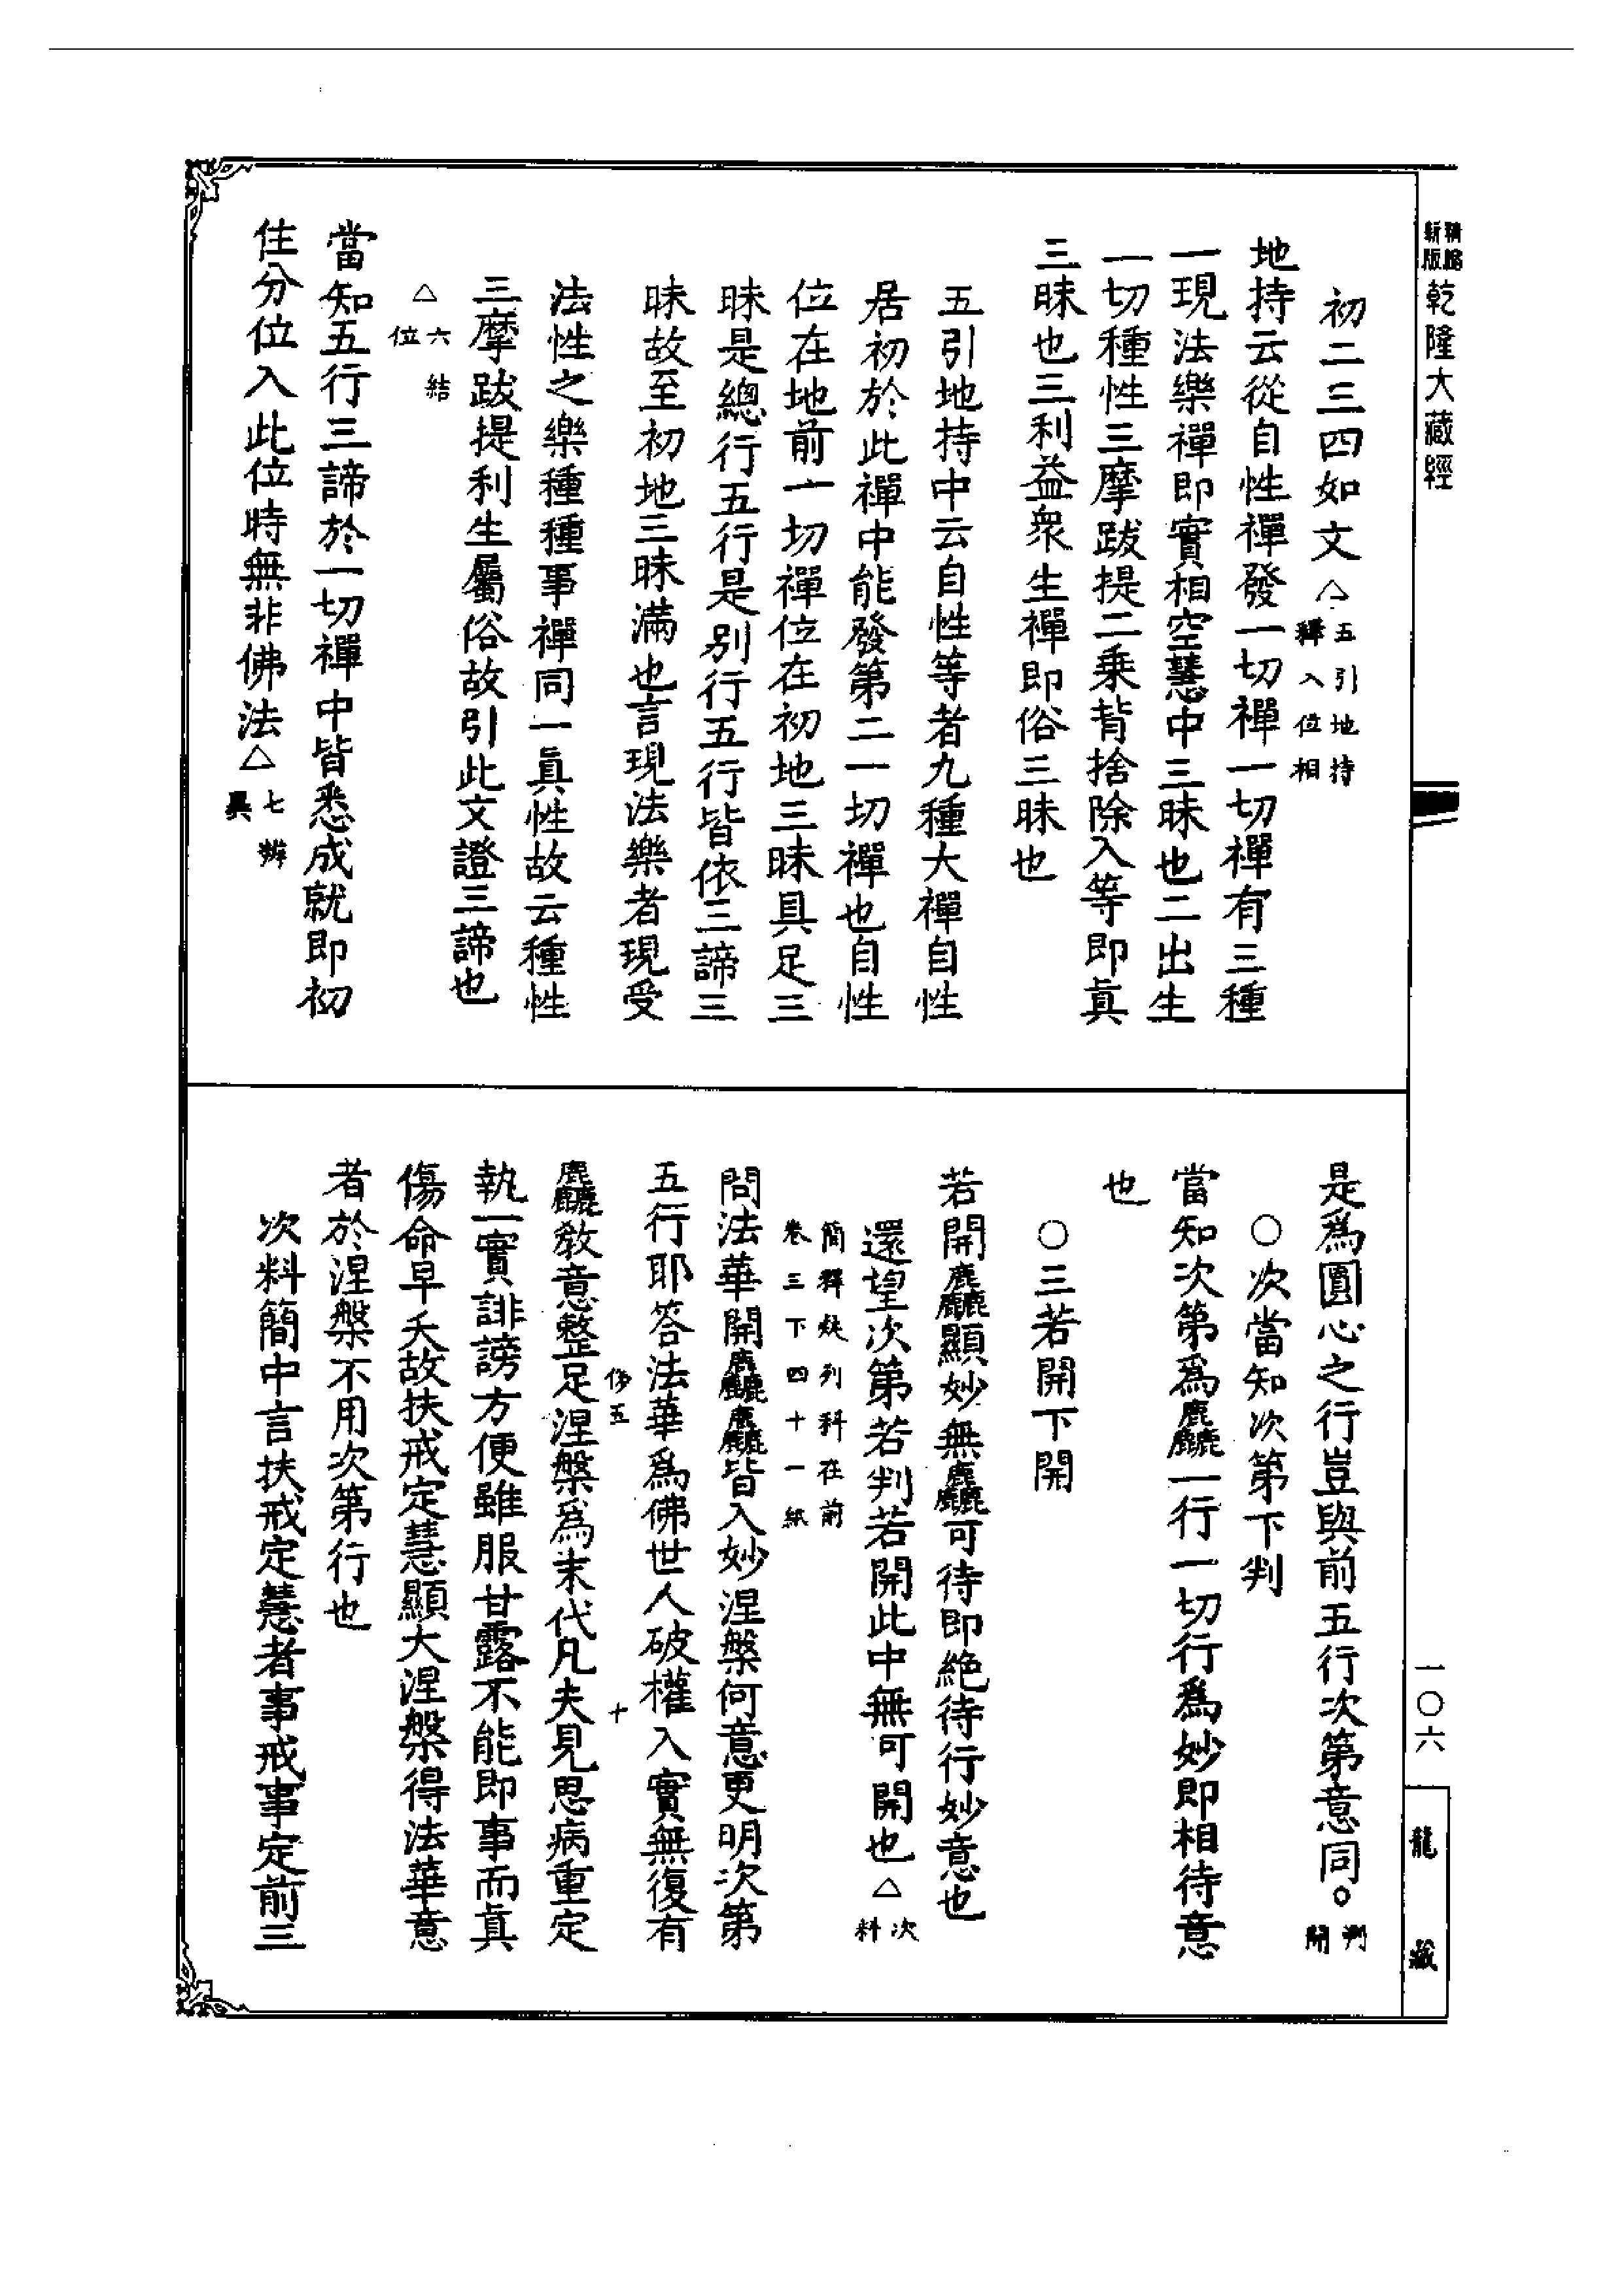 精縮新版乾隆大藏經
初二三四如文△五引地持釋入位相
地持云從自性禪發一切禪一切禪有三種
一現法樂禪即實相空慧中三昧也二出生
一切種性三摩跋提二乘背捨除入等即眞
三昧也三利益衆生禪即俗三昧也
五引地持中云自性等者九種大禪自性
居初於此禪中能發第二一切禪也自性
位在地前一切禪位在初地三昧具足三
昧是總行五行是別行五行皆依三諦三
昧故至初地三昧滿也言現法樂者現受
法性之樂種種事禪同一眞性故云種性
三摩跋提利生屬俗故引此文證三諦也
△六結位
當知五行三諦於一切禪中皆悉成就即初
住分位入此位時無非佛法△七辨異
是爲圓心之行豈與前五行次第意同。判開
○次當知次第下判
當知次第爲麤一行一切行爲妙即相待意
也
○三若開下開
若開麤顯妙無麤可待即絶待行妙意也
還望次第若判若開此中無可開也△次料
簡釋疑列科在前卷三下四十一紙
問法華開麤麤皆入妙涅槃何意更明次第
五行耶答法華爲佛世人破權入實無復有
麤教意整足涅槃爲末代凡夫見思病重定
五
十
執一實誹謗方便雖服甘露不能即事而眞
傷命早夭故扶戒定慧顯大涅槃得法華意
者於涅槃不用次第行也
次料簡中言扶戒定慧者事戒事定前三
一〇六
龍藏